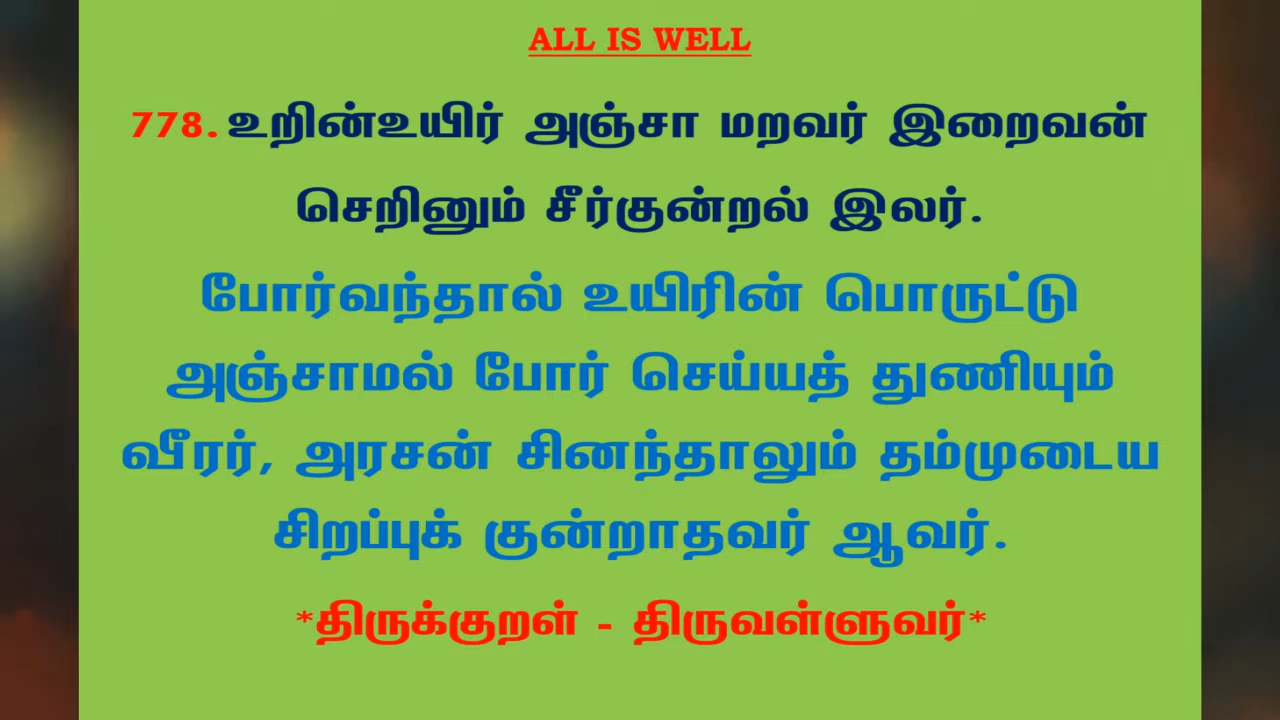 ALL IS WELL
778. உறின்உயிர் அஞ்சா மறவர் இறைவன்
செறினும் சீர்குன்றல் இலர்.
போர்வந்தால் உயிரின் பொருட்டு
அஞ்சாமல் போர் செய்யத் துணியும்
வீரர், அரசன் சினந்தாலும் தம்முடைய
சிறப்புக் குன்றாதவர் ஆவர்.
*திருக்குறள் - திருவள்ளுவர்*